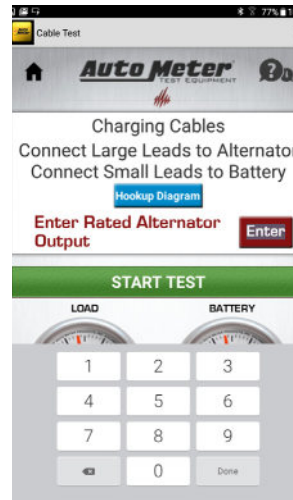 77%
Cable Test
Auto Meter
TEST EQUIPMENT
Charging Cables
Connect Large Leads to Alternato
Connect Small Leads to Battery
Hookup Diagram
Enter Rated Alternator
Output
Enter
START TEST
LOAD
BATTERY
1
2
3
4
5
6
7
8
9
0
Done